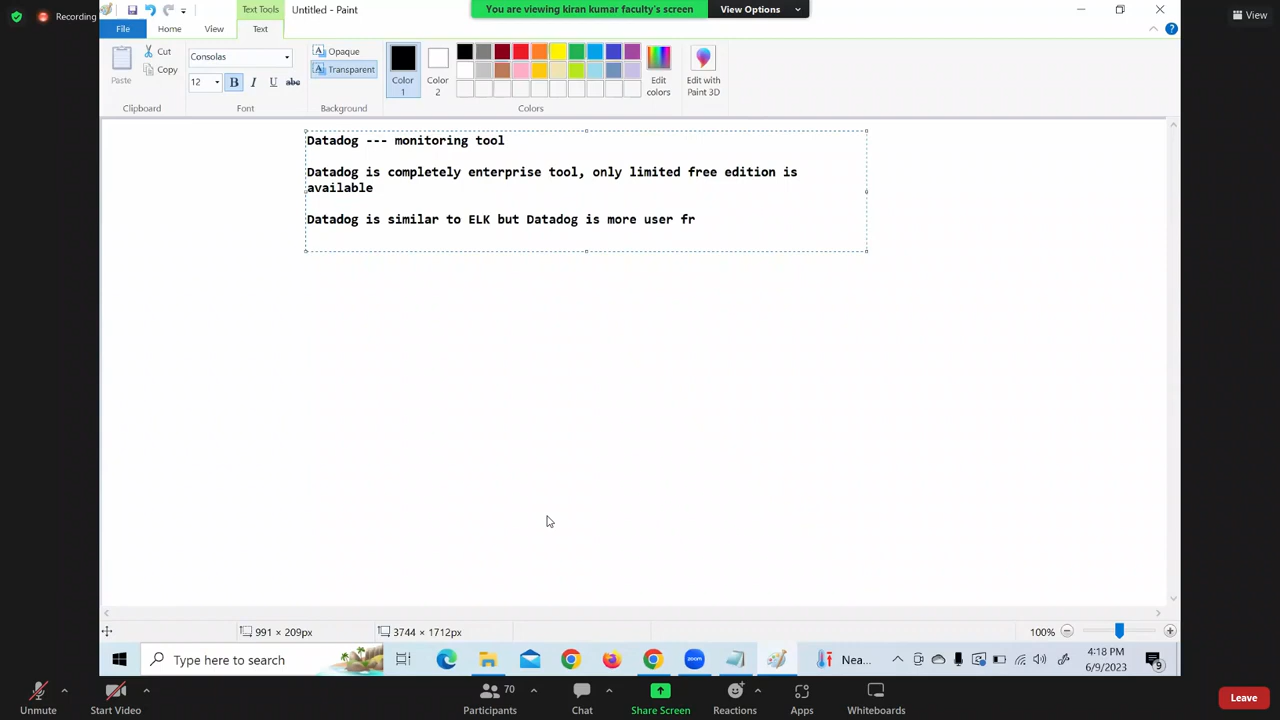 Recording
Text Tools
Untitled - Paint
You are viewing kiran kumar faculty's screen
View Options
View
File
Home
View
Text
Paste
Cut
Copy
Clipboard
Consolas
12
B
I
U
abc
Font
Opaque
Transparent
Background
Color
1
Color
2
Edit
colors
Colors
Edit with
Paint 3D
Datadog --- monitoring tool
Datadog is completely enterprise tool, only limited free edition is
available
Datadog is similar to ELK but Datadog is more user fr
991 × 209px
3744 × 1712px
100%
Type here to search
zoom
Nea...
4:18 PM
6/9/2023
9
Unmute
Start Video
70
Participants
Chat
Share Screen
Reactions
Apps
Whiteboards
Leave